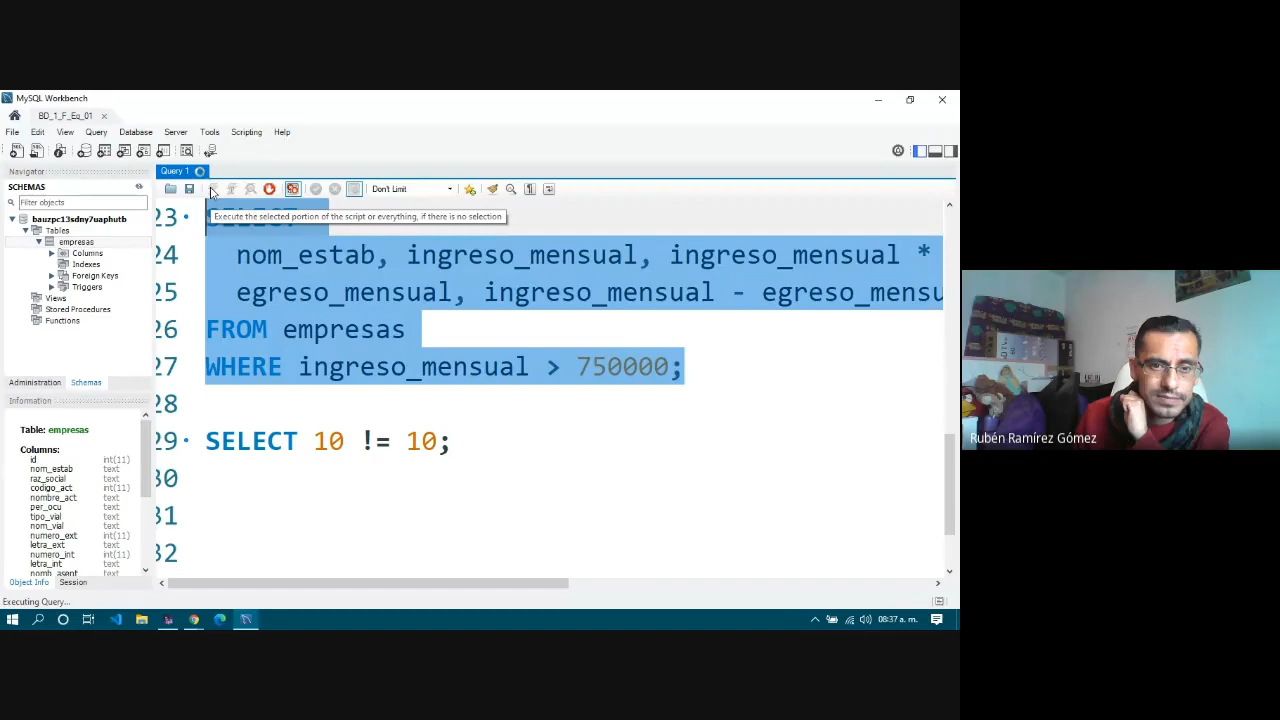 MySQL Workbench
BD_1_F_Eq_01
File Edit View Query Database Server Tools Scripting Help
Navigator
SCHEMAS
Filter objects
bauzpc13sdny7uaphutb
Tables
empresas
Columns
Indexes
Foreign Keys
Triggers
Views
Stored Procedures
Functions
Administration Schemas
Information
Table: empresas
Columns:
id int(11)
nom_estab text
raz_social text
codigo_act int(11)
nombre_act text
per_ocu text
tipo_vial text
nom_vial text
numero_ext int(11)
letra_ext text
numero_int int(11)
letra_int text
nomb_asent text
Object Info Session
Executing Query...
Query 1
Don't Limit
23 SELECT
Execute the selected portion of the script or everything, if there is no selection
24 nom_estab, ingreso_mensual, ingreso_mensual *
25 egreso_mensual, ingreso_mensual - egreso_mensu
26 FROM empresas
27 WHERE ingreso_mensual > 750000;
28
29 SELECT 10 != 10;
30
31
32
08:37 a. m.
Rubén Ramírez Gómez